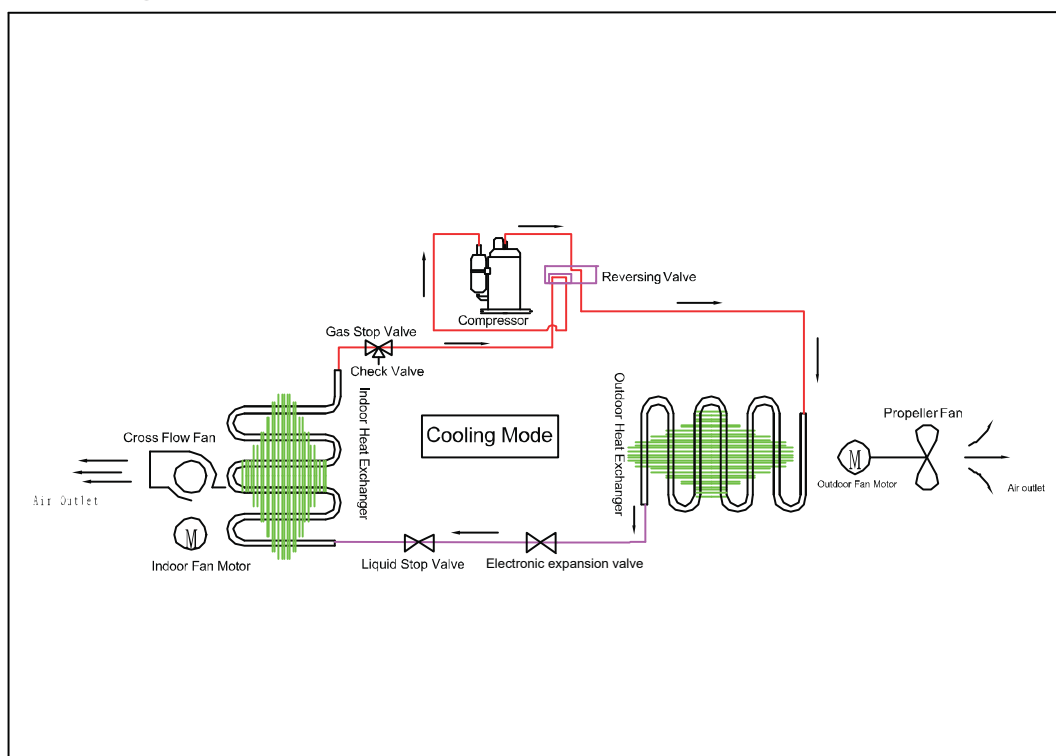 Reversing Valve
Compressor
Gas Stop Valve
Check Valve
Indoor Heat Exchanger
Outdoor Heat Exchanger
Cooling Mode
Cross Flow Fan
Propeller Fan
M
Outdoor Fan Motor
Air outlet
Air Outlet
M
Indoor Fan Motor
Liquid Stop Valve
Electronic expansion valve